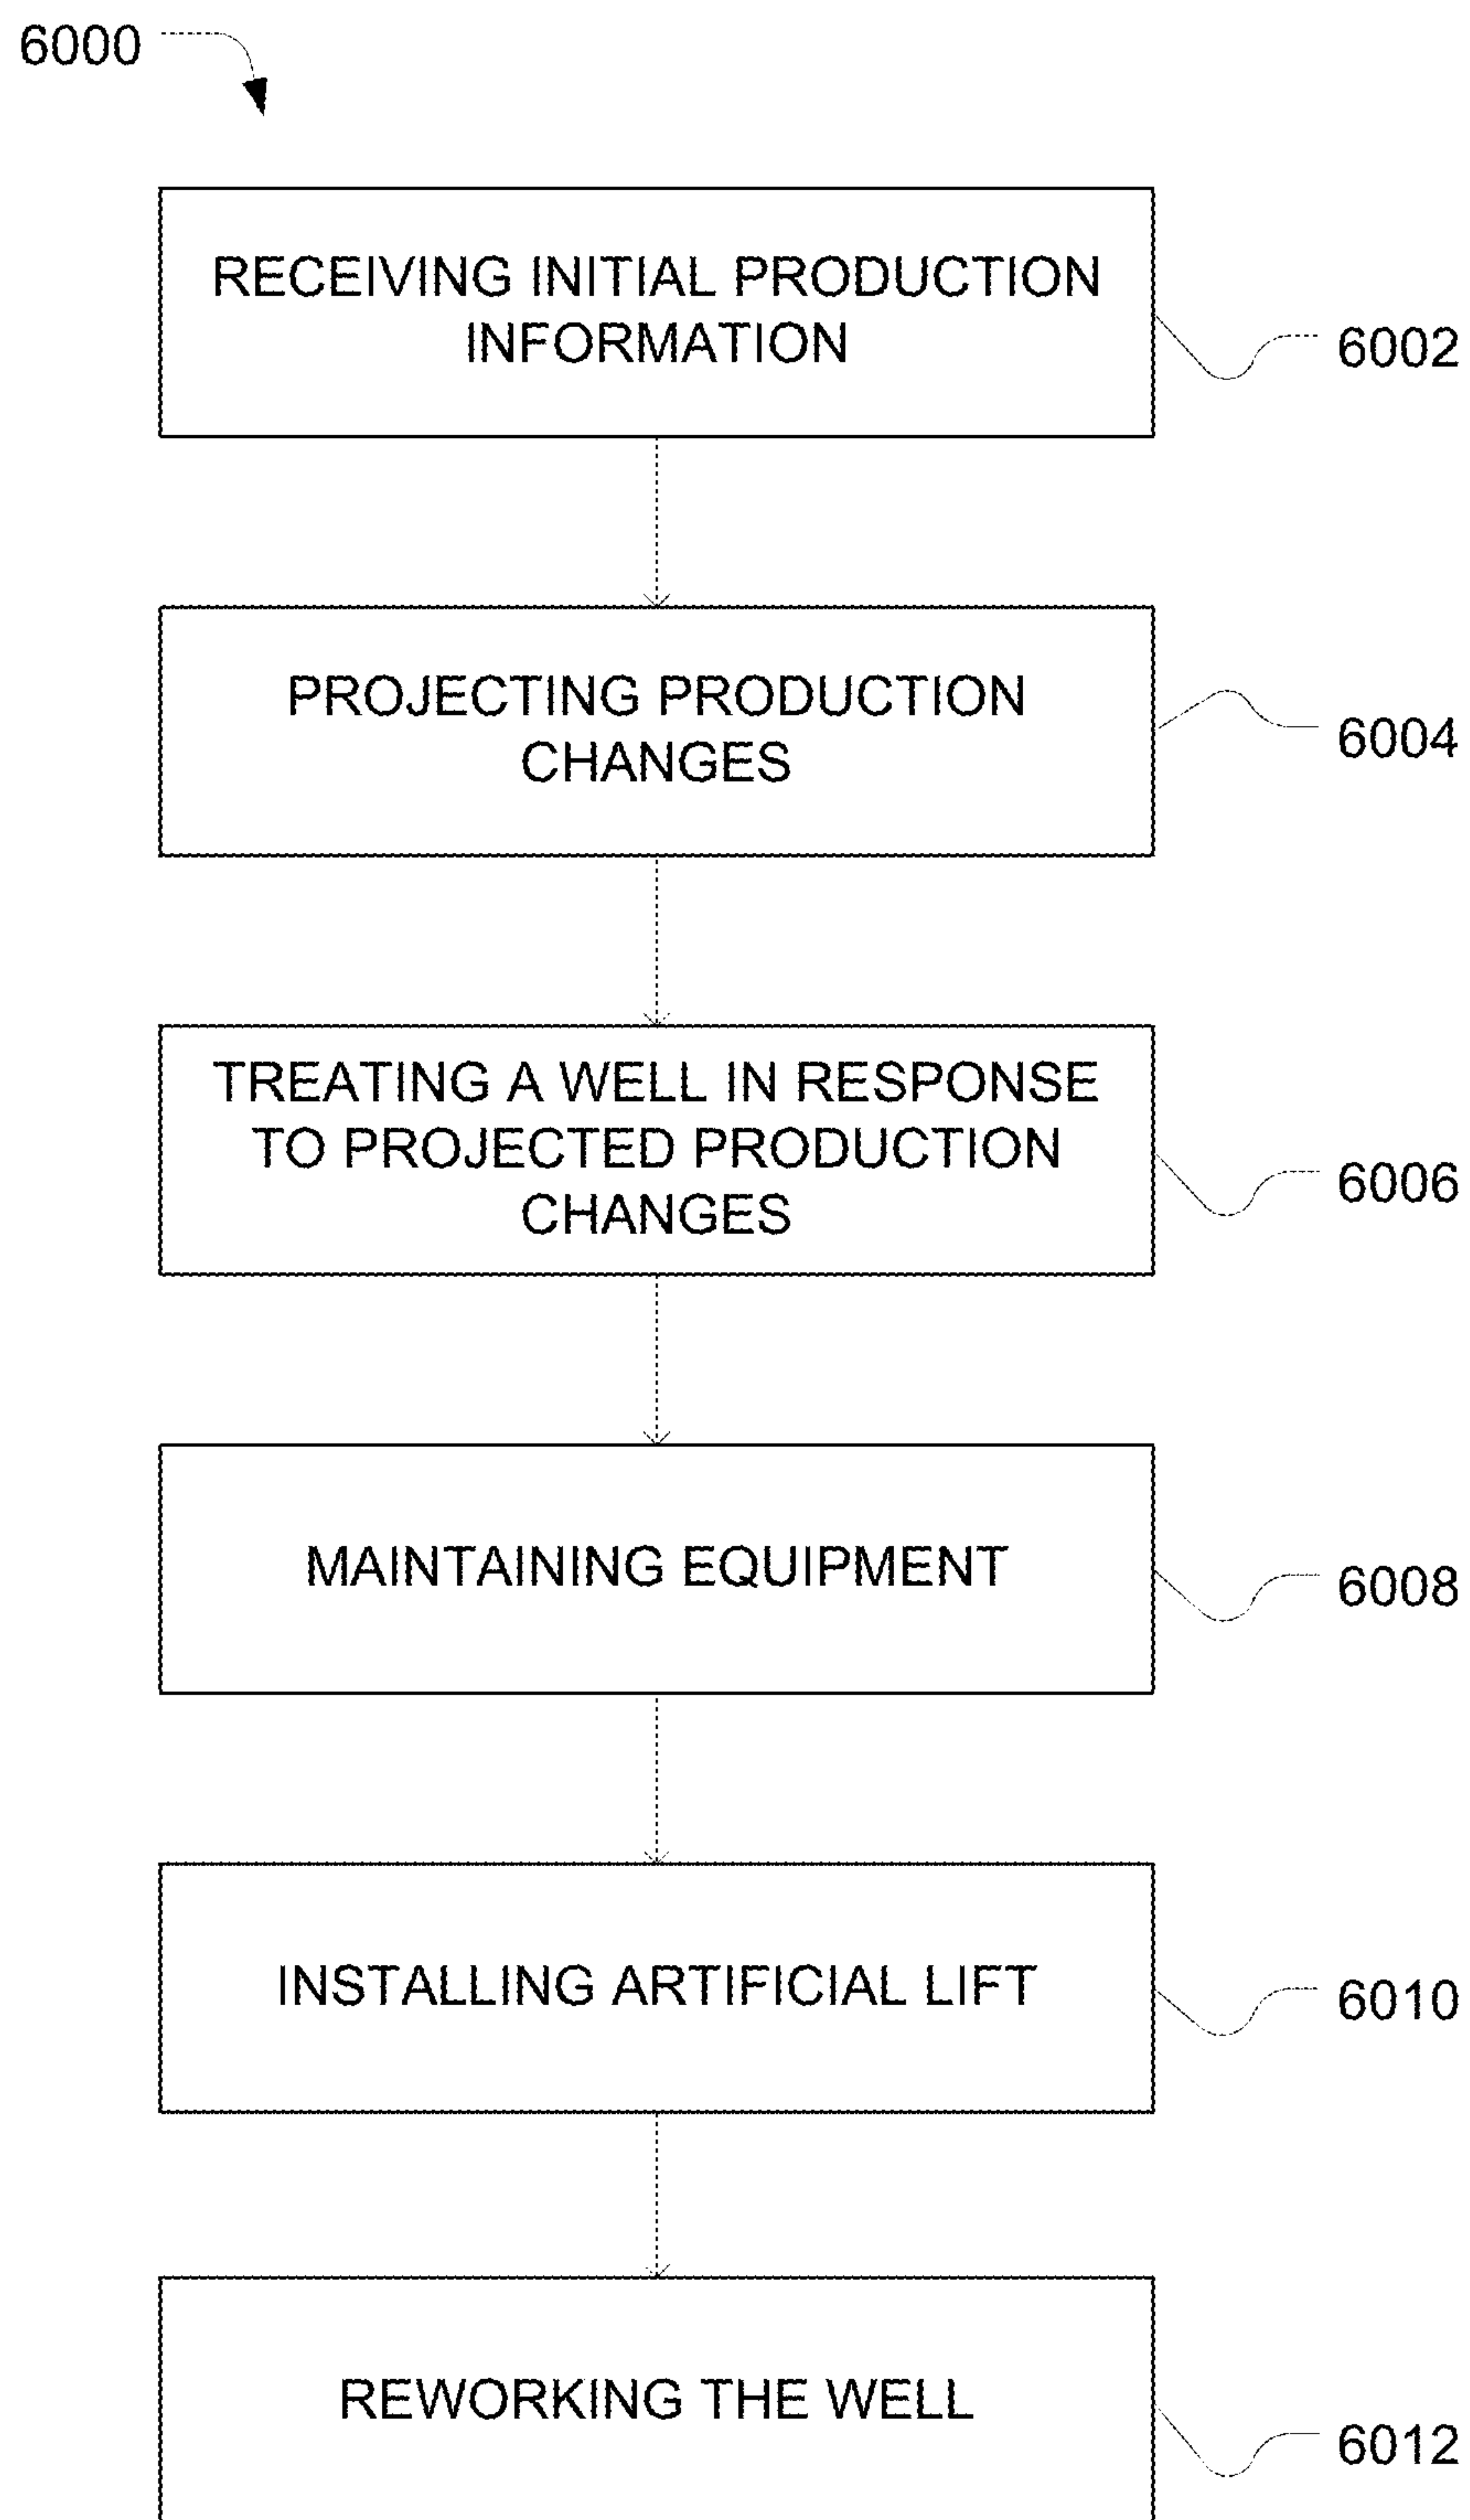 6000
RECEIVING INITIAL PRODUCTION
INFORMATION
6002
PROJECTING PRODUCTION
CHANGES
6004
TREATING A WELL IN RESPONSE
TO PROJECTED PRODUCTION
CHANGES
6006
MAINTAINING EQUIPMENT
6008
INSTALLING ARTIFICIAL LIFT
6010
REWORKING THE WELL
6012